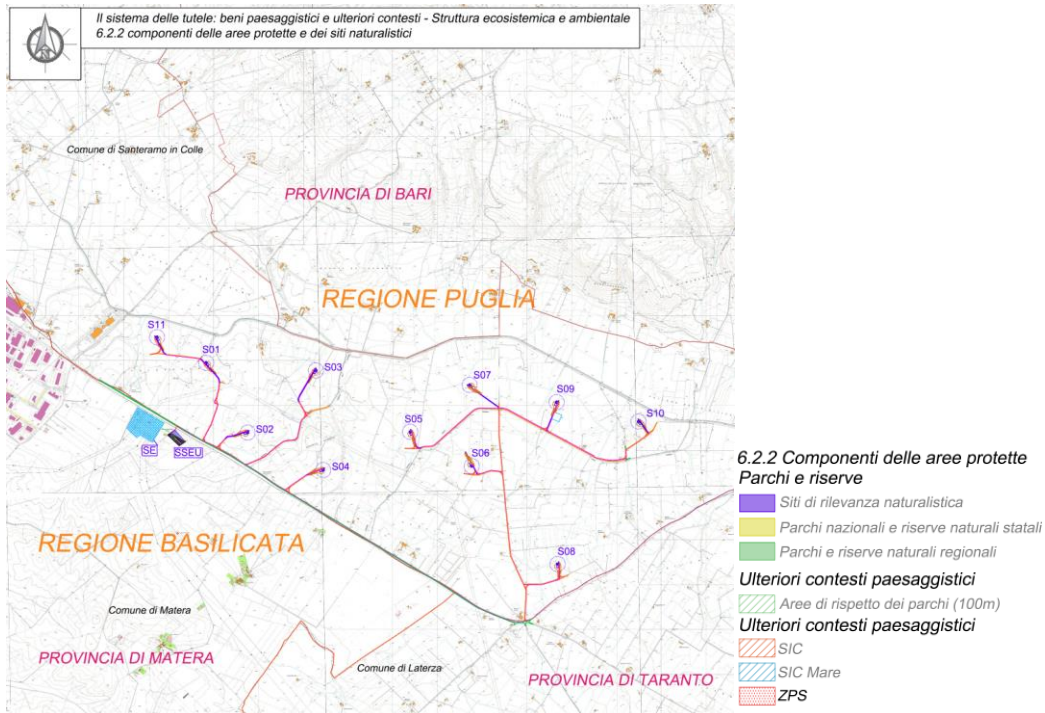 Il sistema delle tutele: beni paesaggistici e ulteriori contesti - Struttura ecosistemica e ambientale
6.2.2 componenti delle aree protette e dei siti naturalistici
Comune di Santeramo in Colle
PROVINCIA DI BARI
REGIONE PUGLIA
S11
S01
S03
S07
S09
S10
S02
S05
SE
SSEU
S04
S06
REGIONE BASILICATA
S08
Comune di Matera
PROVINCIA DI MATERA
Comune di Laterza
PROVINCIA DI TARANTO
6.2.2 Componenti delle aree protette
Parchi e riserve
Siti di rilevanza naturalistica
Parchi nazionali e riserve naturali statali
Parchi e riserve naturali regionali
Ulteriori contesti paesaggistici
Aree di rispetto dei parchi (100m)
Ulteriori contesti paesaggistici
SIC
SIC Mare
ZPS